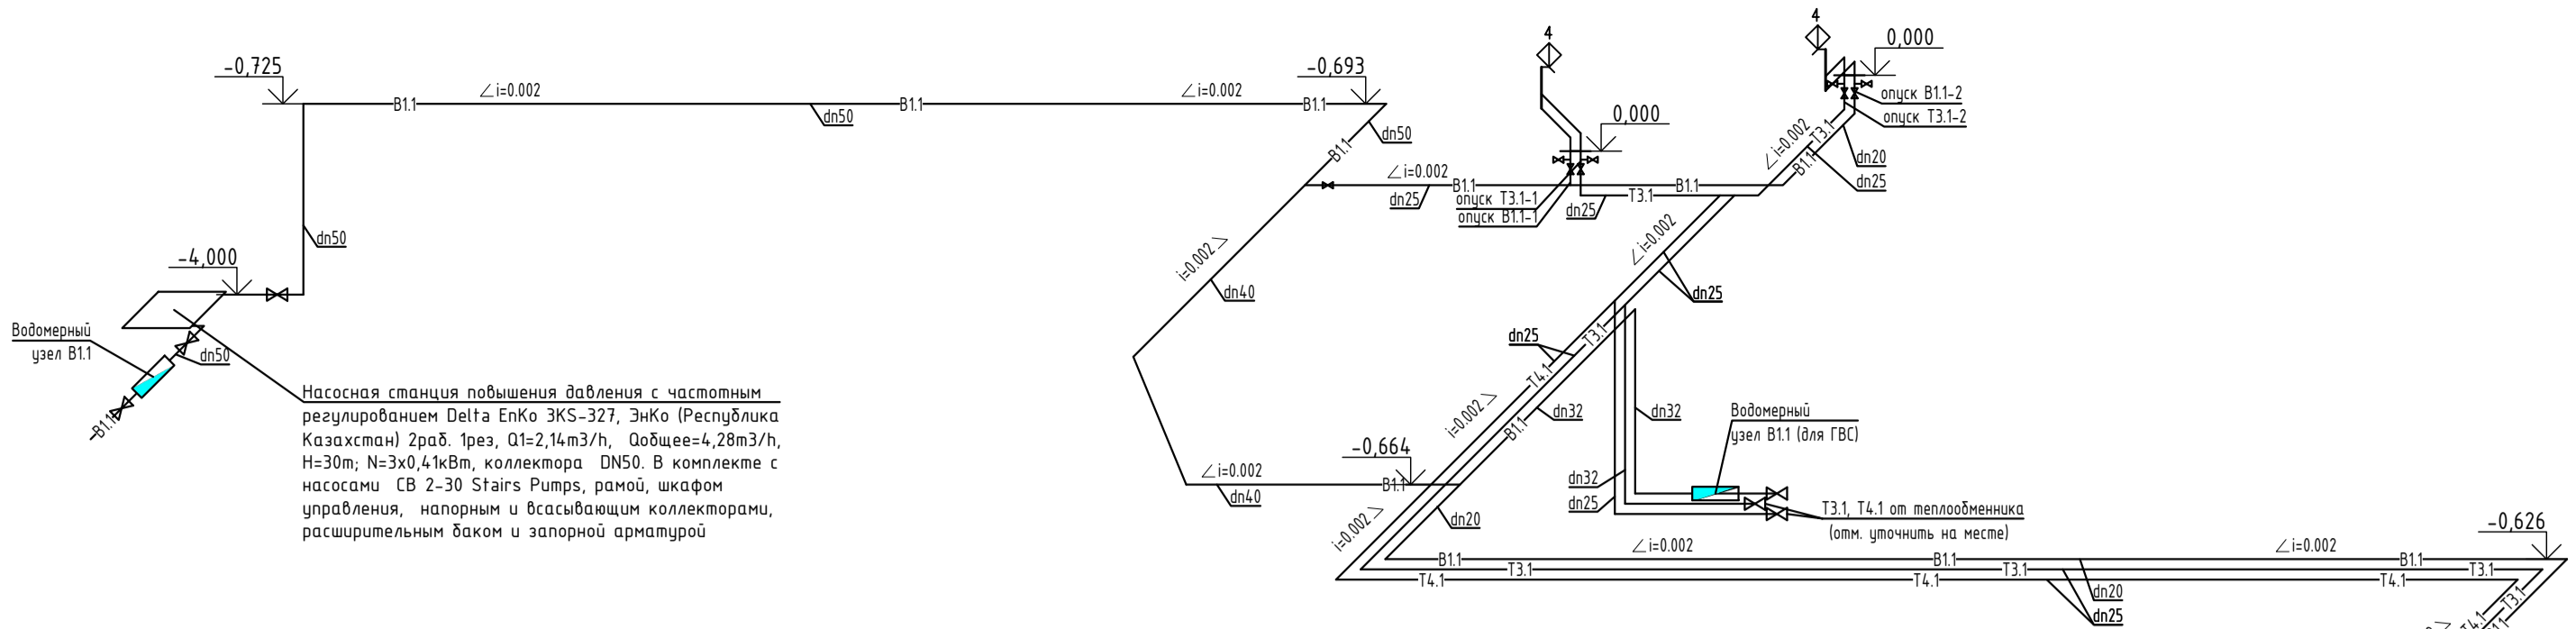 4
4
0,000
-0,725
-0,693
∠i=0.002
∠i=0.002
B1.1
B1.1
B1.1
опуск В1.1-2
опуск Т3.1-2
dn50
dn50
0,000
∠i=0.002
T3.1
B1.1
B1.1
dn20
dn25
∠i=0.002
B1.1
B1.1
dn25
опуск Т3.1-1
опуск В1.1-1
dn25
T3.1
dn50
i=0.002>
∠i=0.002
-4,000
dn40
dn25
Водомерный
узел В1.1
dn50
B1.1
dn25
T3.1
T4.1
i=0.002>
B1.1
dn32
dn32
Водомерный
узел В1.1 (для ГВС)
Насосная станция повышения давления с частотным
регулированием Delta EnKo 3KS-327, ЭнКо (Республика
Казахстан) 2раб. 1рез, Q1=2,14m3/h, Qобщее=4,28m3/h,
H=30m; N=3x0,41кВт, коллектора DN50. В комплекте с
насосами CB 2-30 Stairs Pumps, рамой, шкафом
управления, напорным и всасывающим коллекторами,
расширительным баком и запорной арматурой
-0,664
∠i=0.002
B1.1
dn40
dn32
dn25
dn20
Т3.1, Т4.1 от теплообменника
(отм. уточнить на месте)
i=0.002>
-0,626
∠i=0.002
∠i=0.002
B1.1
B1.1
B1.1
T3.1
T3.1
T3.1
T4.1
T4.1
T4.1
dn20
dn25
T3.1
T4.1